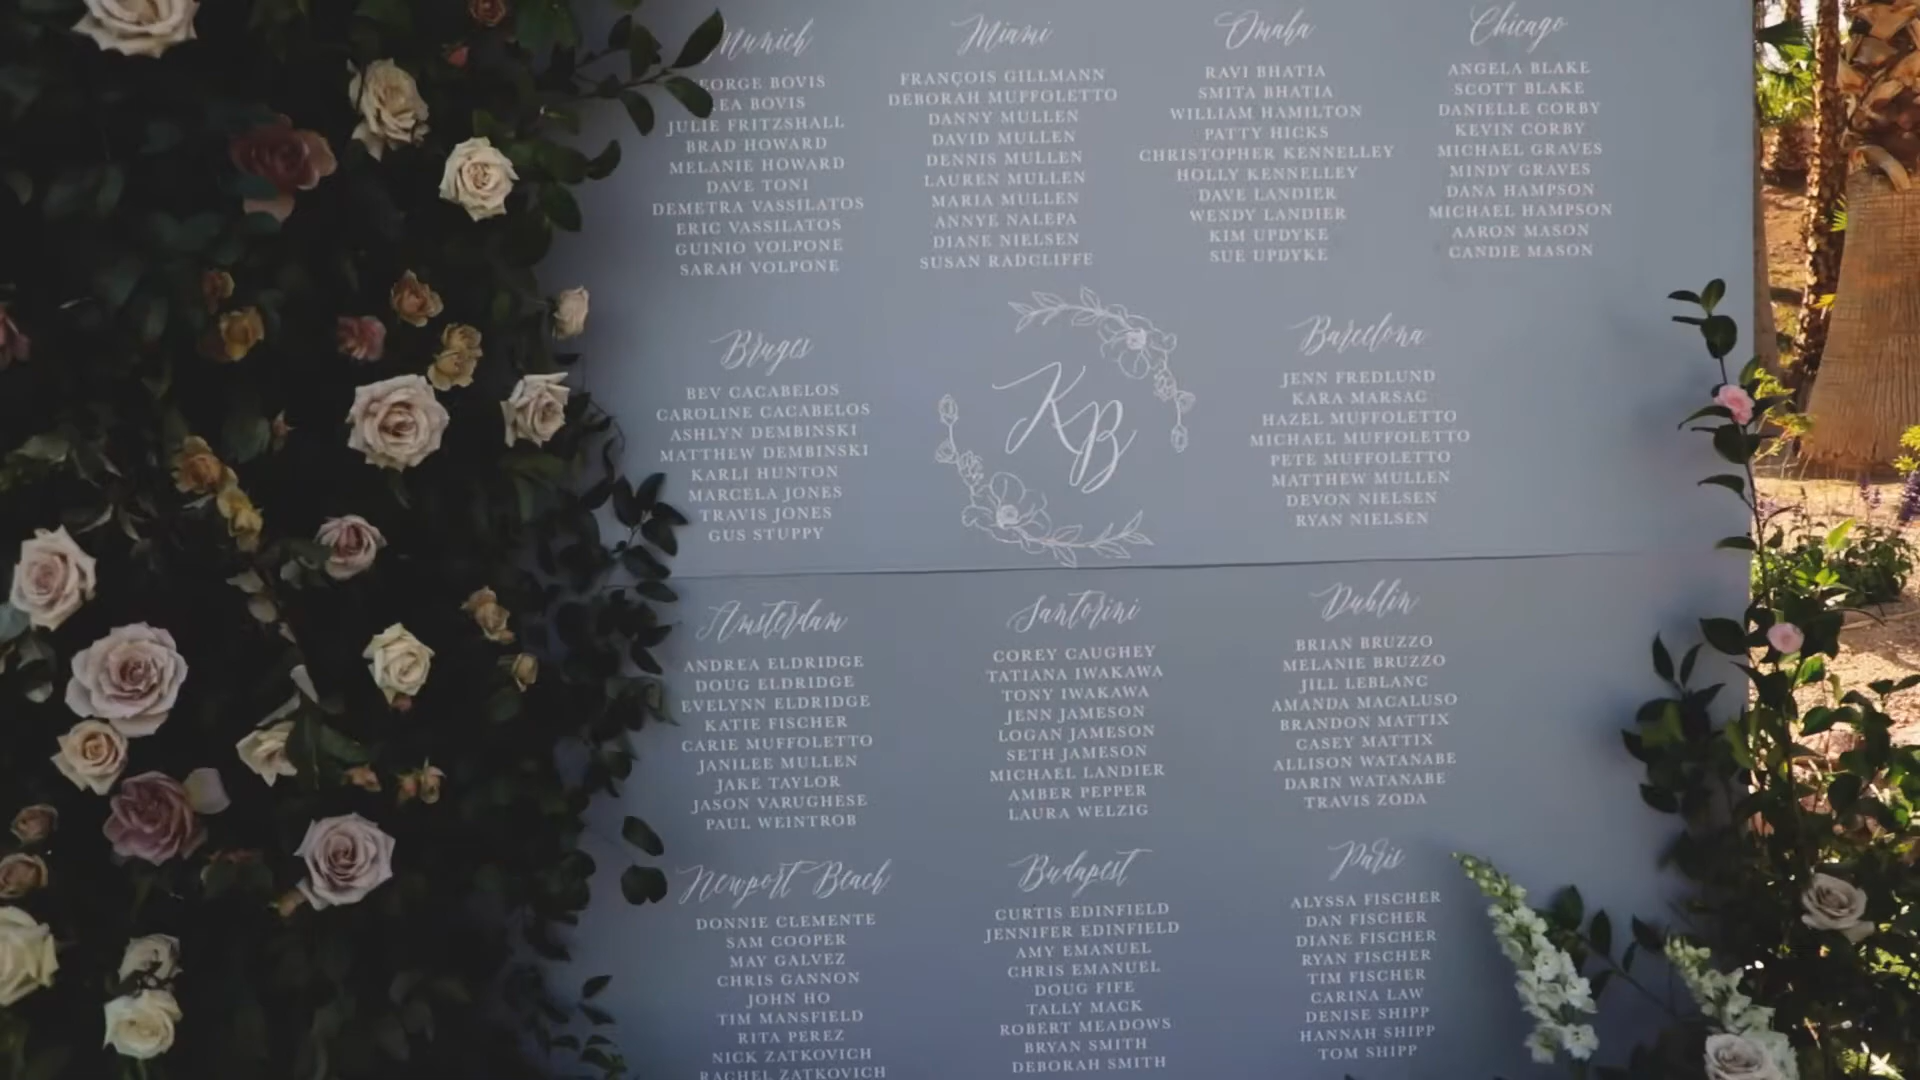 Munich
GEORGE BOVIS
LEA BOVIS
JULIE FRITZSHALL
BRAD HOWARD
MELANIE HOWARD
DAVE TONI
DEMETRA VASSILATOS
ERIC VASSILATOS
GUINIO VOLPONE
SARAH VOLPONE
Miami
FRANÇOIS GILLMANN
DEBORAH MUFFOLETTO
DANNY MULLEN
DAVID MULLEN
DENNIS MULLEN
LAUREN MULLEN
MARIA MULLEN
ANNYE NALEPA
DIANE NIELSEN
SUSAN RADCLIFFE
Omaha
RAVI BHATIA
SMITA BHATIA
WILLIAM HAMILTON
PATTY HICKS
CHRISTOPHER KENNELLEY
HOLLY KENNELLEY
DAVE LANDIER
WENDY LANDIER
KIM UPDYKE
SUE UPDYKE
Chicago
ANGELA BLAKE
SCOTT BLAKE
DANIELLE CORBY
KEVIN CORBY
MICHAEL GRAVES
MINDY GRAVES
DANA HAMPSON
MICHAEL HAMPSON
AARON MASON
CANDIE MASON
Bruges
BEV CACABELOS
CAROLINE CACABELOS
ASHLYN DEMBINSKI
MATTHEW DEMBINSKI
KARLI HUNTON
MARCELA JONES
TRAVIS JONES
GUS STUPPY
KB
Barcelona
JENN FREDLUND
KARA MARSAC
HAZEL MUFFOLETTO
MICHAEL MUFFOLETTO
PETE MUFFOLETTO
MATTHEW MULLEN
DEVON NIELSEN
RYAN NIELSEN
Amsterdam
ANDREA ELDRIDGE
DOUG ELDRIDGE
EVELYNN ELDRIDGE
KATIE FISCHER
CARIE MUFFOLETTO
JANILEE MULLEN
JAKE TAYLOR
JASON VARUGHESE
PAUL WEINTROB
Santorini
COREY CAUGHEY
TATIANA IWAKAWA
TONY IWAKAWA
JENN JAMESON
LOGAN JAMESON
SETH JAMESON
MICHAEL LANDIER
AMBER PEPPER
LAURA WELZIG
Dublin
BRIAN BRUZZO
MELANIE BRUZZO
JILL LEBLANC
AMANDA MACALUSO
BRANDON MATTIX
CASEY MATTIX
ALLISON WATANABE
DARIN WATANABE
TRAVIS ZODA
Newport Beach
DONNIE CLEMENTE
SAM COOPER
MAY GALVEZ
CHRIS GANNON
JOHN HO
TIM MANSFIELD
RITA PEREZ
NICK ZATKOVICH
RACHEL ZATKOVICH
Budapest
CURTIS EDINFIELD
JENNIFER EDINFIELD
AMY EMANUEL
CHRIS EMANUEL
DOUG FIFE
TALLY MACK
ROBERT MEADOWS
BRYAN SMITH
DEBORAH SMITH
Paris
ALYSSA FISCHER
DAN FISCHER
DIANE FISCHER
RYAN FISCHER
TIM FISCHER
CARINA LAW
DENISE SHIPP
HANNAH SHIPP
TOM SHIPP